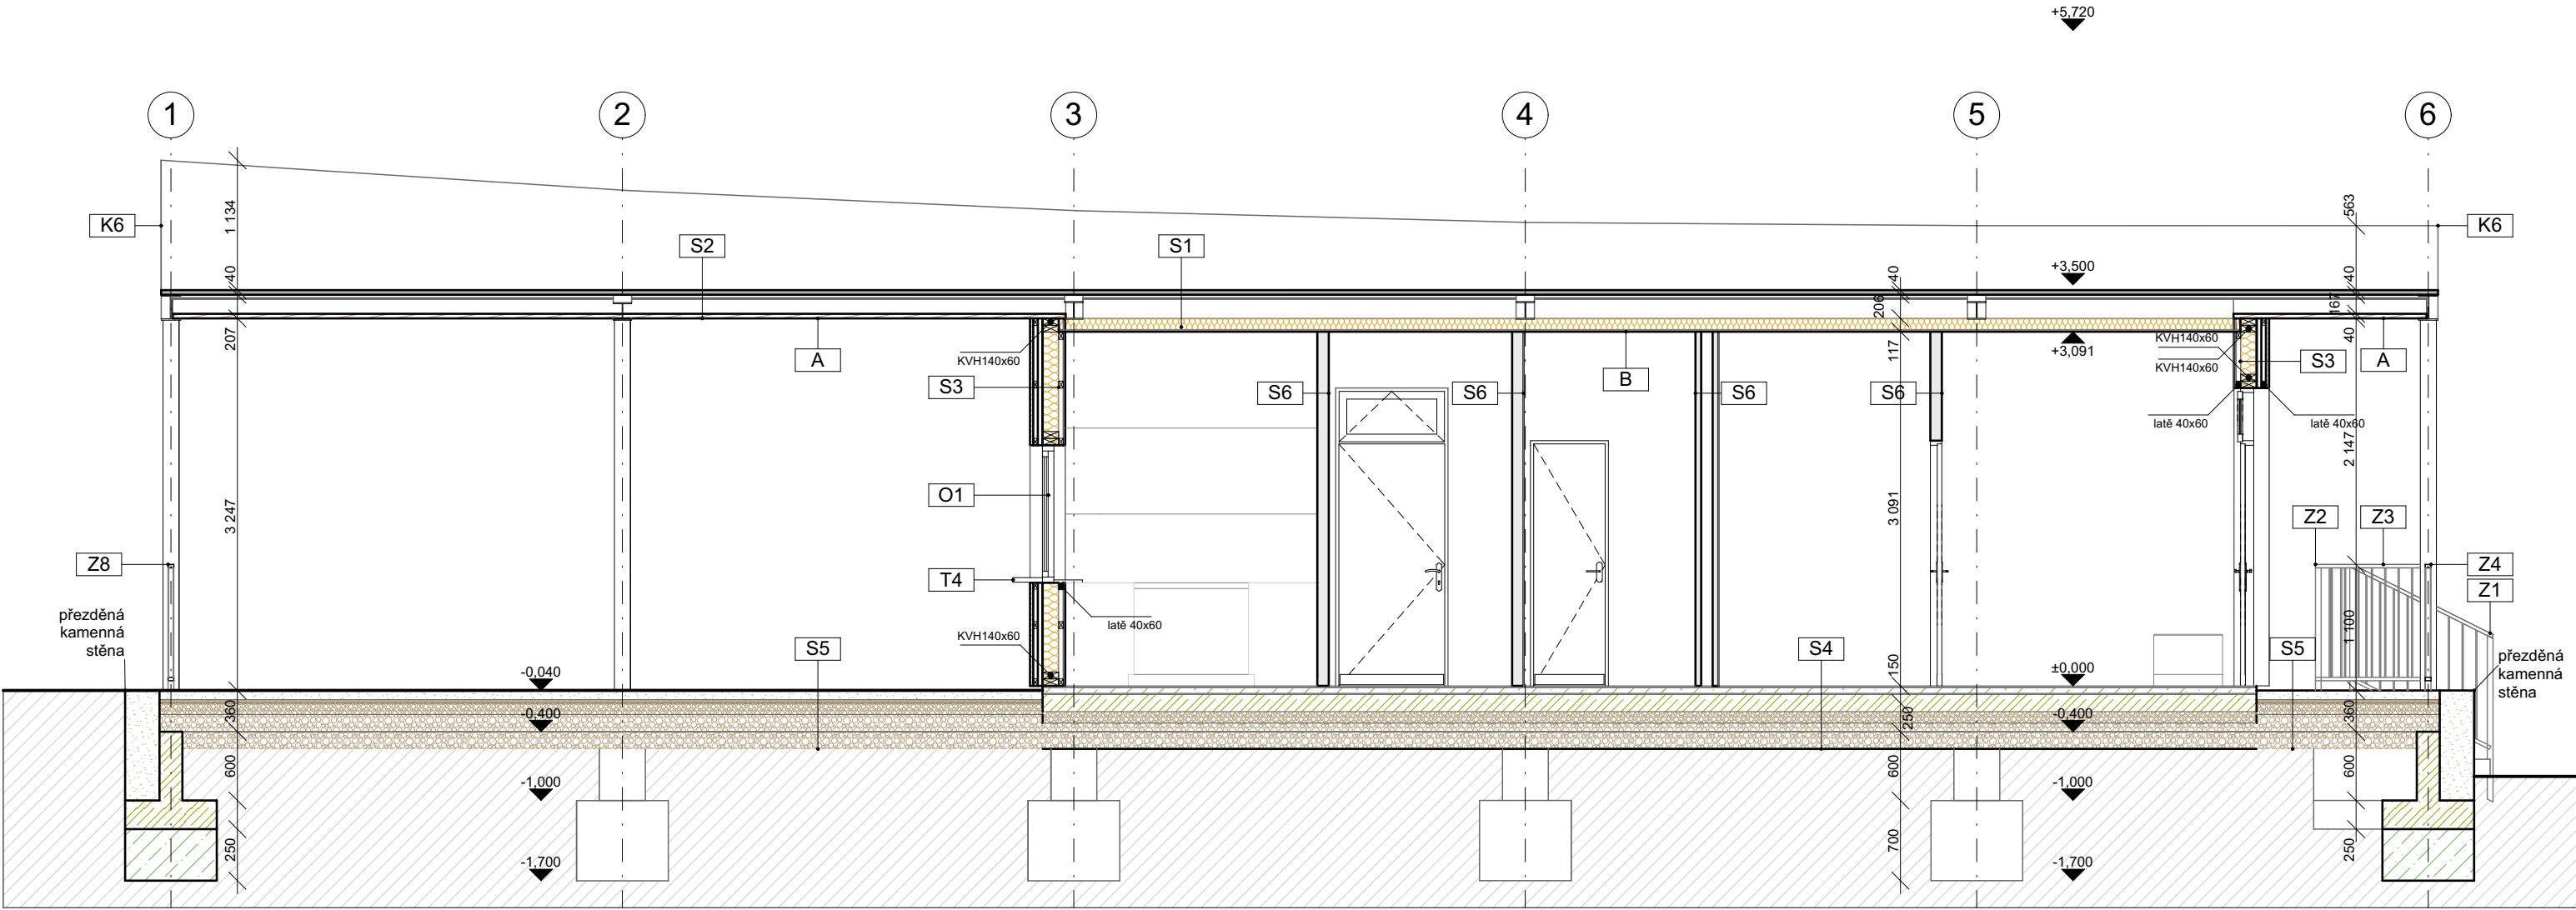 +5,720
1
2
3
4
5
6
K6
1 134
563
K6
S2
S1
40
+3,500
40
40
206
167
207
A
KVH140x60
S3
117
+3,091
B
KVH140x60
KVH140x60
40
S3
A
S6
S6
S6
S6
latě 40x60
latě 40x60
2 147
O1
3 247
3 091
Z2
Z3
Z8
T4
Z4
Z1
přezděná
kamenná
stěna
latě 40x60
KVH140x60
1 100
S5
S4
S5
přezděná
kamenná
stěna
-0,040
150
±0,000
360
-0,400
250
-0,400
360
600
-1,000
600
-1,000
600
250
-1,700
700
-1,700
250